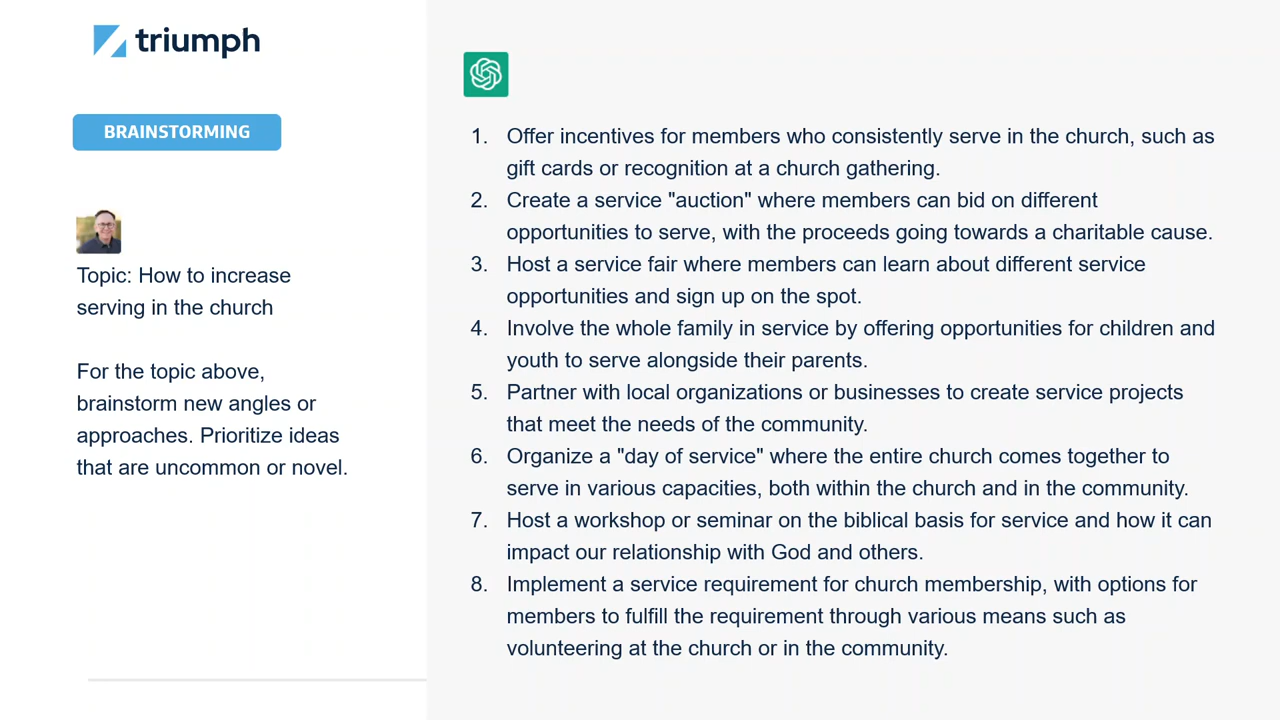 triumph
BRAINSTORMING
Topic: How to increase
serving in the church
For the topic above,
brainstorm new angles or
approaches. Prioritize ideas
that are uncommon or novel.
1. Offer incentives for members who consistently serve in the church, such as
gift cards or recognition at a church gathering.
2. Create a service "auction" where members can bid on different
opportunities to serve, with the proceeds going towards a charitable cause.
3. Host a service fair where members can learn about different service
opportunities and sign up on the spot.
4. Involve the whole family in service by offering opportunities for children and
youth to serve alongside their parents.
5. Partner with local organizations or businesses to create service projects
that meet the needs of the community.
6. Organize a "day of service" where the entire church comes together to
serve in various capacities, both within the church and in the community.
7. Host a workshop or seminar on the biblical basis for service and how it can
impact our relationship with God and others.
8. Implement a service requirement for church membership, with options for
members to fulfill the requirement through various means such as
volunteering at the church or in the community.